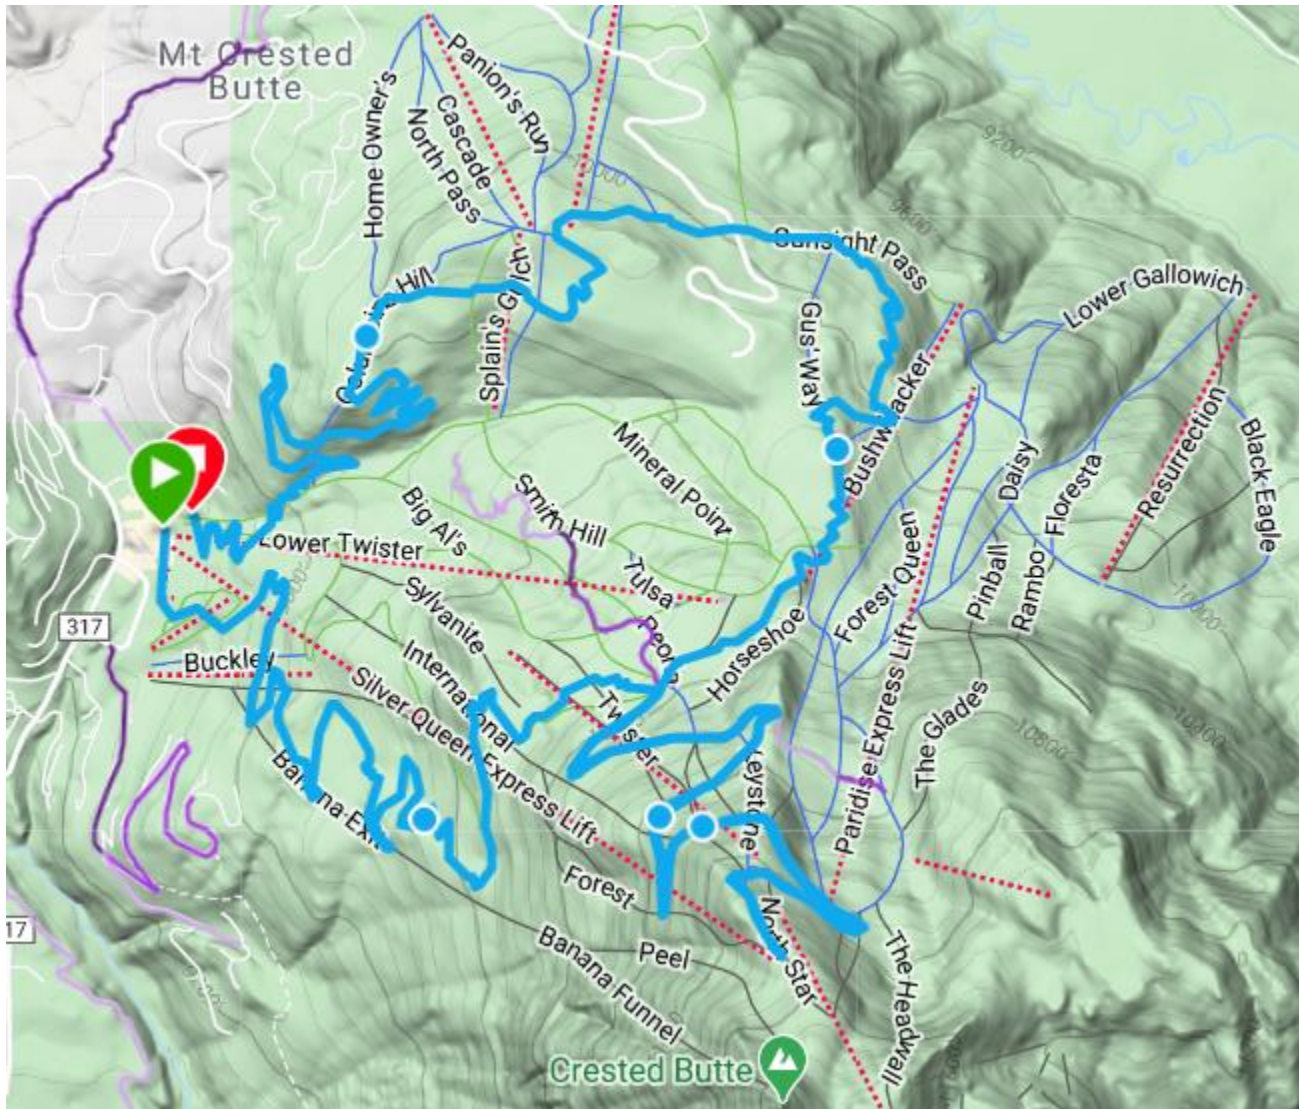 Mt Crested
Butte
Panion's Run
Home Owner's
Cascade
North Pass
10000
9200
9600
Sunsight Pass
Hill
Splain's Gulch
Gus' Way
Lower Gallowich
Bushwacker
Resurrection
Black Eagle
Daisy
Floresta
Mineral Point
Smith Hill
Big Al's
Lower Twister
Tulsa
Sylvanite
Forest Queen
Pinball
Rambo
10000
317
Buckley
International
Horseshoe
Silver Queen Express Lift
Twister
Paridise Express Lift
The Glades
10800
10400
Keystone
Banana Exit
Forest
North Star
17
Peel
Banana Funnel
The Headwall
Crested Butte